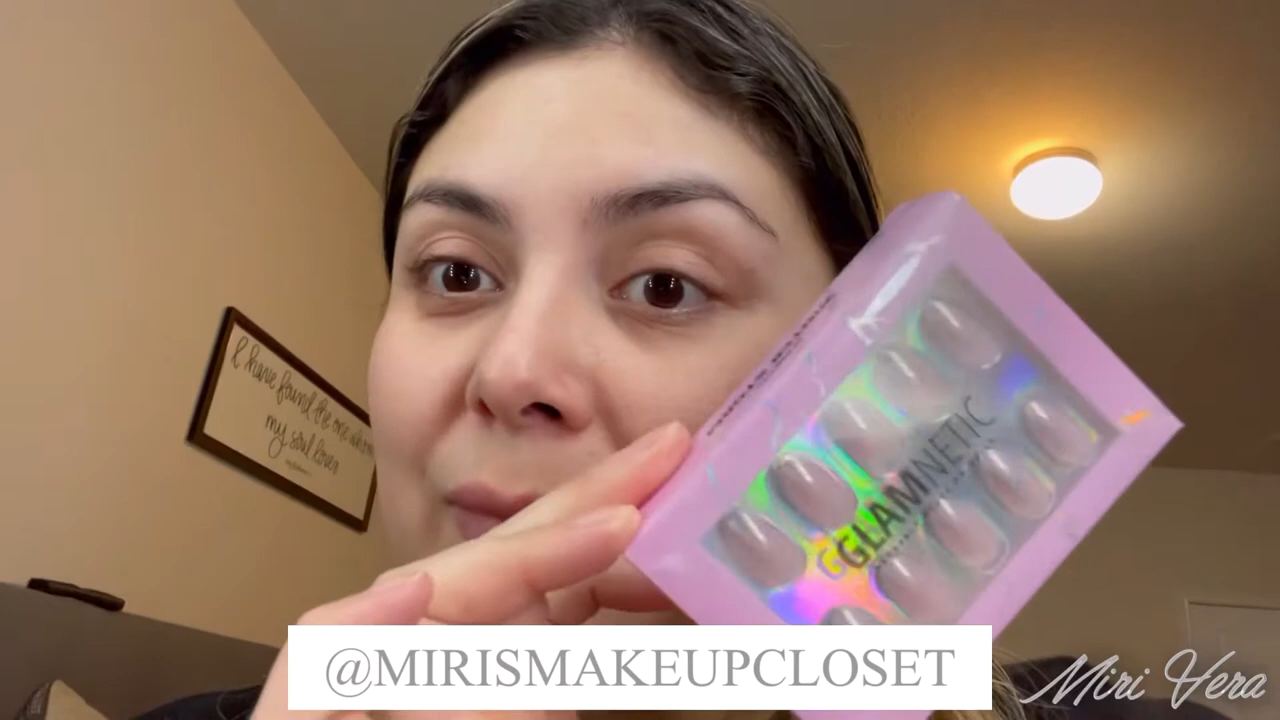 I have found the one whom
my soul loves
GLAMNETIC
@MIRISMAKEUPCLOSET
Miri Vera